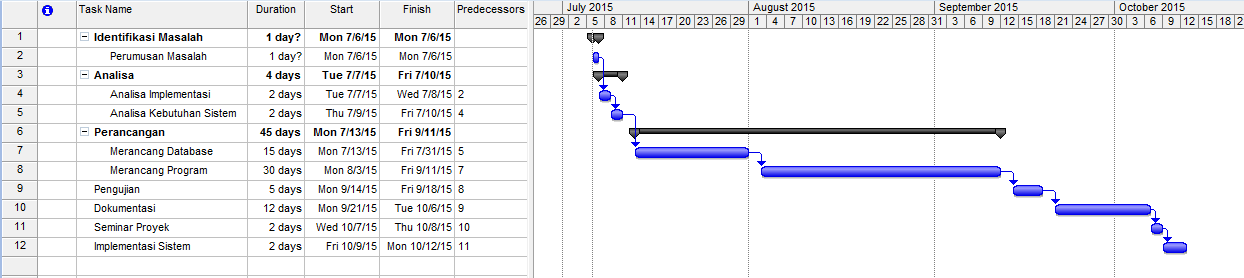 Task Name Duration Start Finish Predecessors
July 2015 August 2015 September 2015 October 2015
26 29 2 5 8 11 14 17 20 23 26 29 1 4 7 10 13 16 19 22 25 28 31 3 6 9 12 15 18 21 24 27 30 3 6 9 12 15 18 2
1 Identifikasi Masalah 1 day? Mon 7/6/15 Mon 7/6/15
2 Perumusan Masalah 1 day? Mon 7/6/15 Mon 7/6/15
3 Analisa 4 days Tue 7/7/15 Fri 7/10/15
4 Analisa Implementasi 2 days Tue 7/7/15 Wed 7/8/15 2
5 Analisa Kebutuhan Sistem 2 days Thu 7/9/15 Fri 7/10/15 4
6 Perancangan 45 days Mon 7/13/15 Fri 9/11/15
7 Merancang Database 15 days Mon 7/13/15 Fri 7/31/15 5
8 Merancang Program 30 days Mon 8/3/15 Fri 9/11/15 7
9 Pengujian 5 days Mon 9/14/15 Fri 9/18/15 8
10 Dokumentasi 12 days Mon 9/21/15 Tue 10/6/15 9
11 Seminar Proyek 2 days Wed 10/7/15 Thu 10/8/15 10
12 Implementasi Sistem 2 days Fri 10/9/15 Mon 10/12/15 11